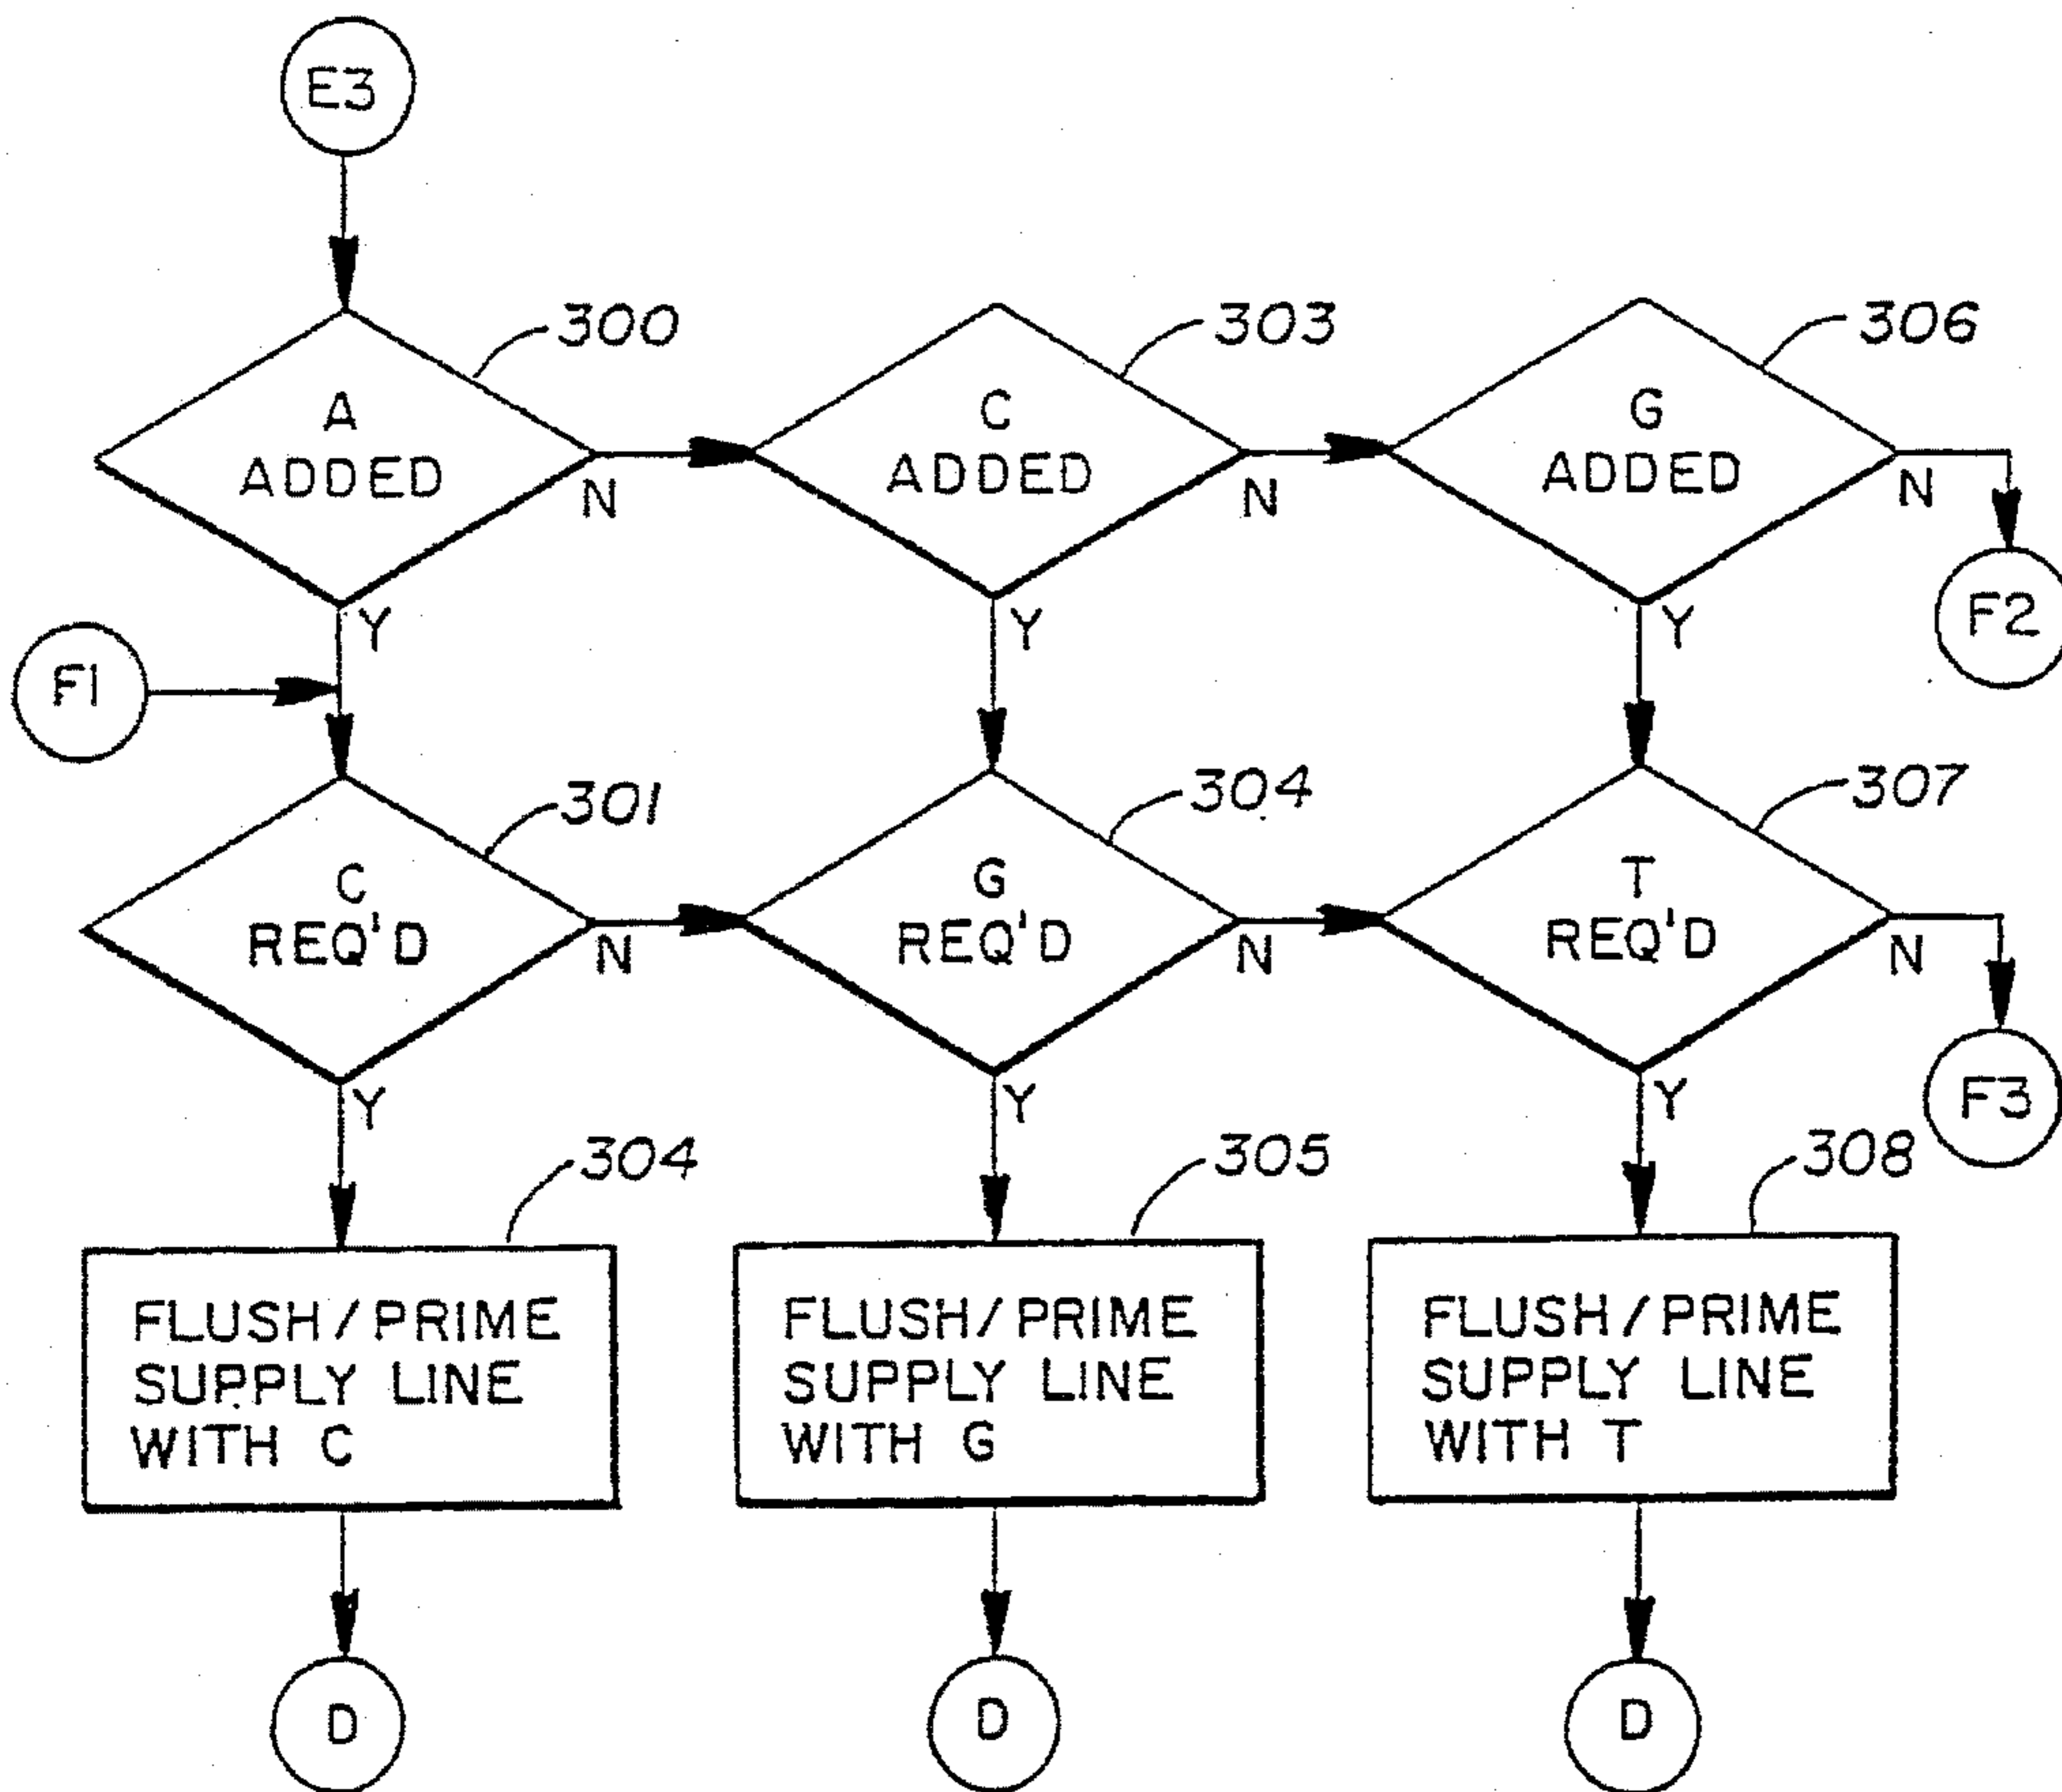 E3
300
303
306
A
ADDED
N
Y
C
ADDED
N
Y
G
ADDED
N
Y
F2
F1
301
304
307
C
REQ'D
N
Y
G
REQ'D
N
Y
T
REQ'D
N
Y
F3
304
305
308
FLUSH/PRIME
SUPPLY LINE
WITH C
FLUSH/PRIME
SUPPLY LINE
WITH G
FLUSH/PRIME
SUPPLY LINE
WITH T
D
D
D